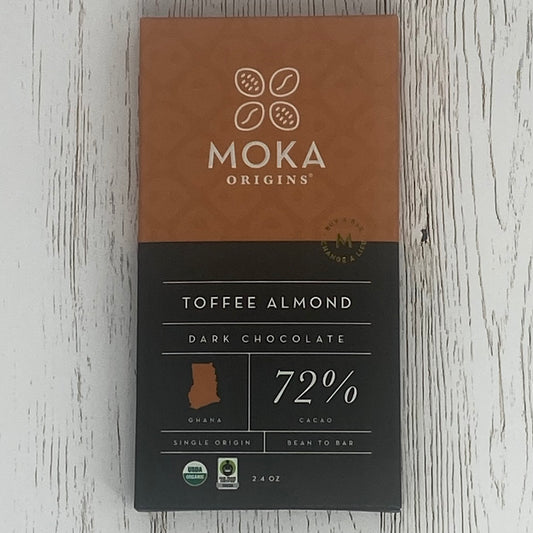 MOKA
ORIGINS®
BUY A BAR
M
CHANGE A LIFE
TOFFEE ALMOND
DARK CHOCOLATE
72%
GHANA
CACAO
SINGLE ORIGIN
BEAN TO BAR
USDA
ORGANIC
2.4 OZ